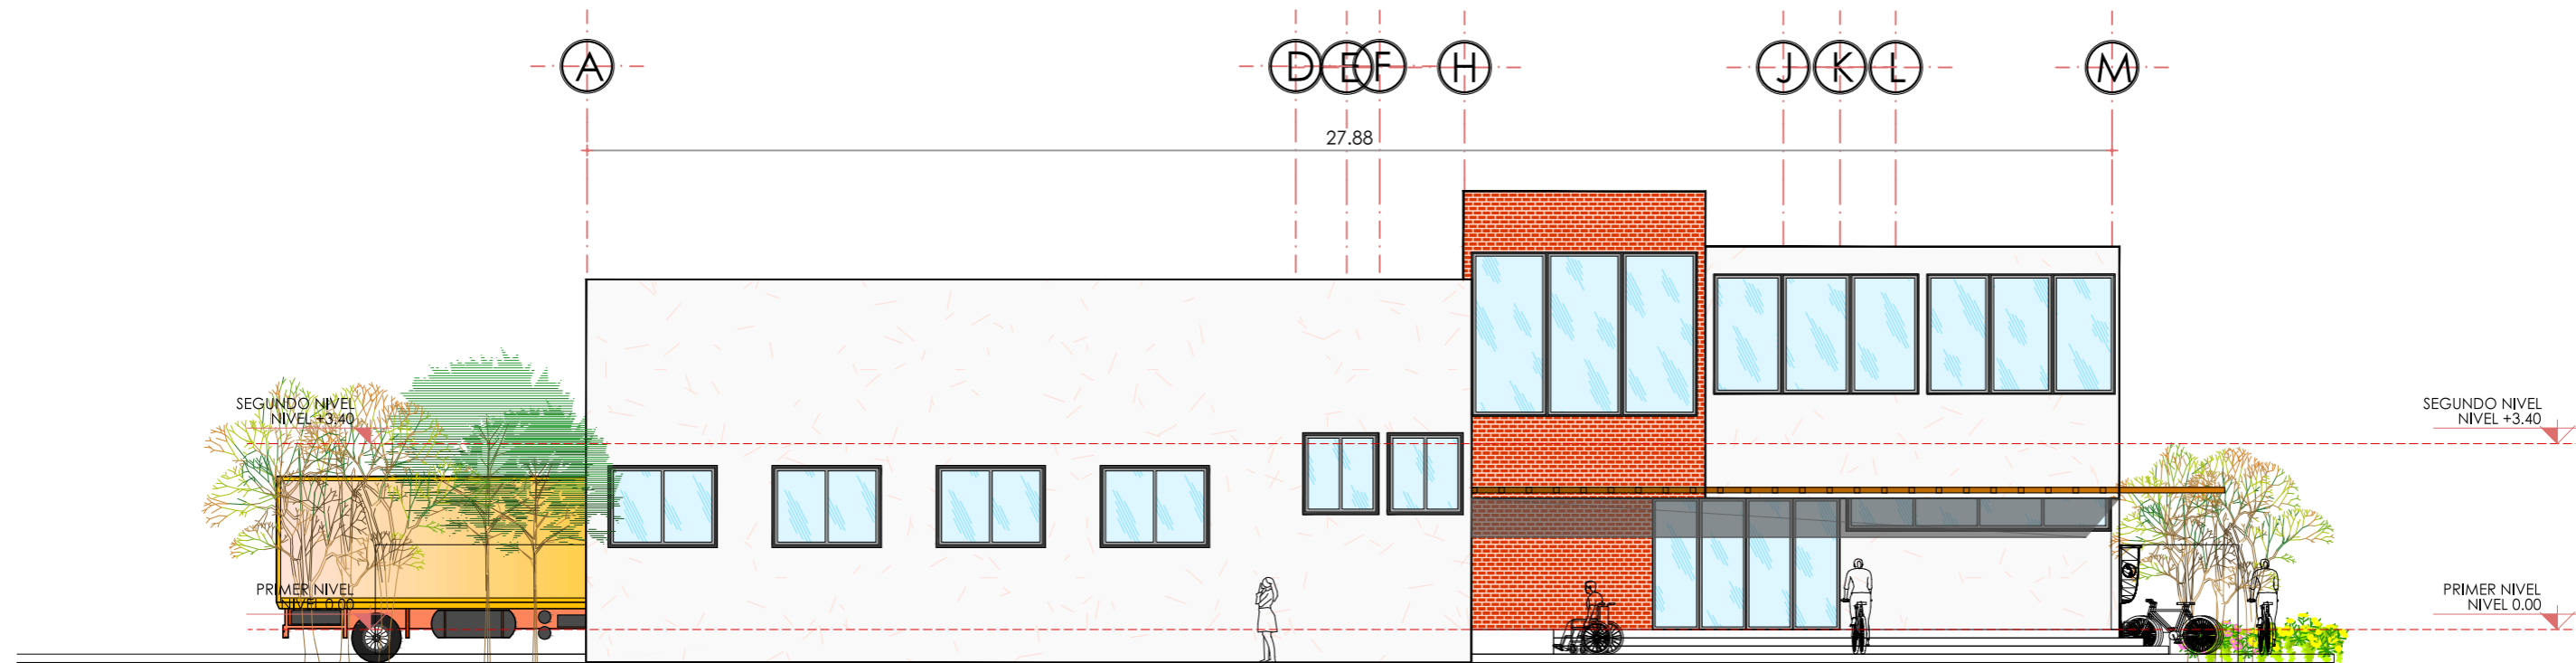 A
D
E
F
H
J
K
L
M
27.88
SEGUNDO NIVEL
NIVEL +3.40
SEGUNDO NIVEL
NIVEL +3.40
PRIMER NIVEL
NIVEL 0.00
PRIMER NIVEL
NIVEL 0.00